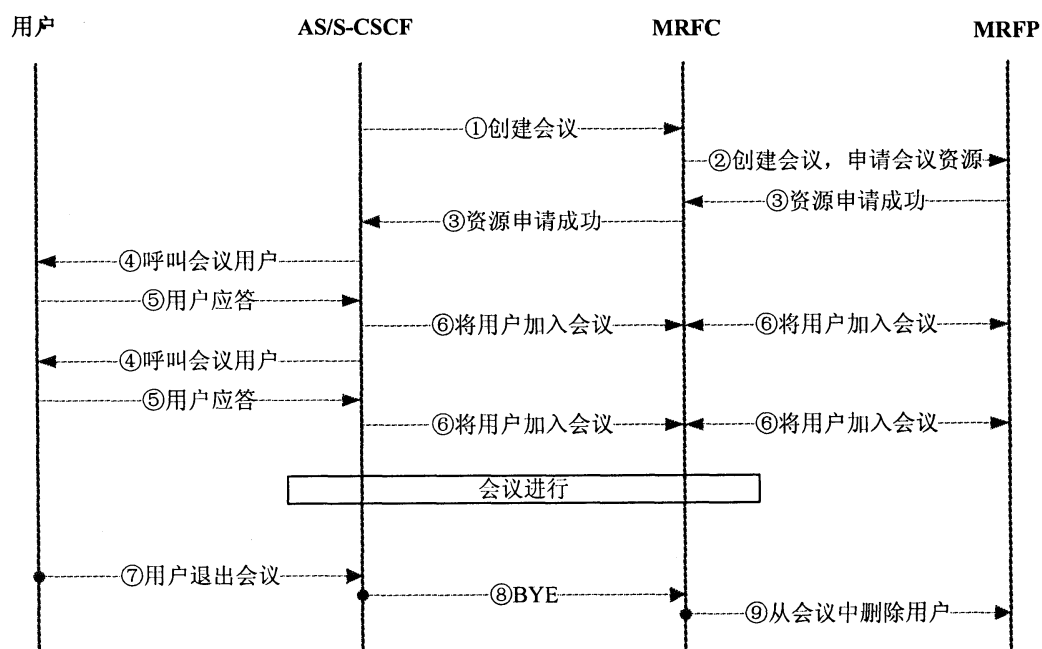 用户 AS/S-CSCF MRFC MRFP
①创建会议
②创建会议，申请会议资源
③资源申请成功
③资源申请成功
④呼叫会议用户
⑤用户应答
⑥将用户加入会议 ⑥将用户加入会议
④呼叫会议用户
⑤用户应答
⑥将用户加入会议 ⑥将用户加入会议
会议进行
⑦用户退出会议
⑧BYE
⑨从会议中删除用户